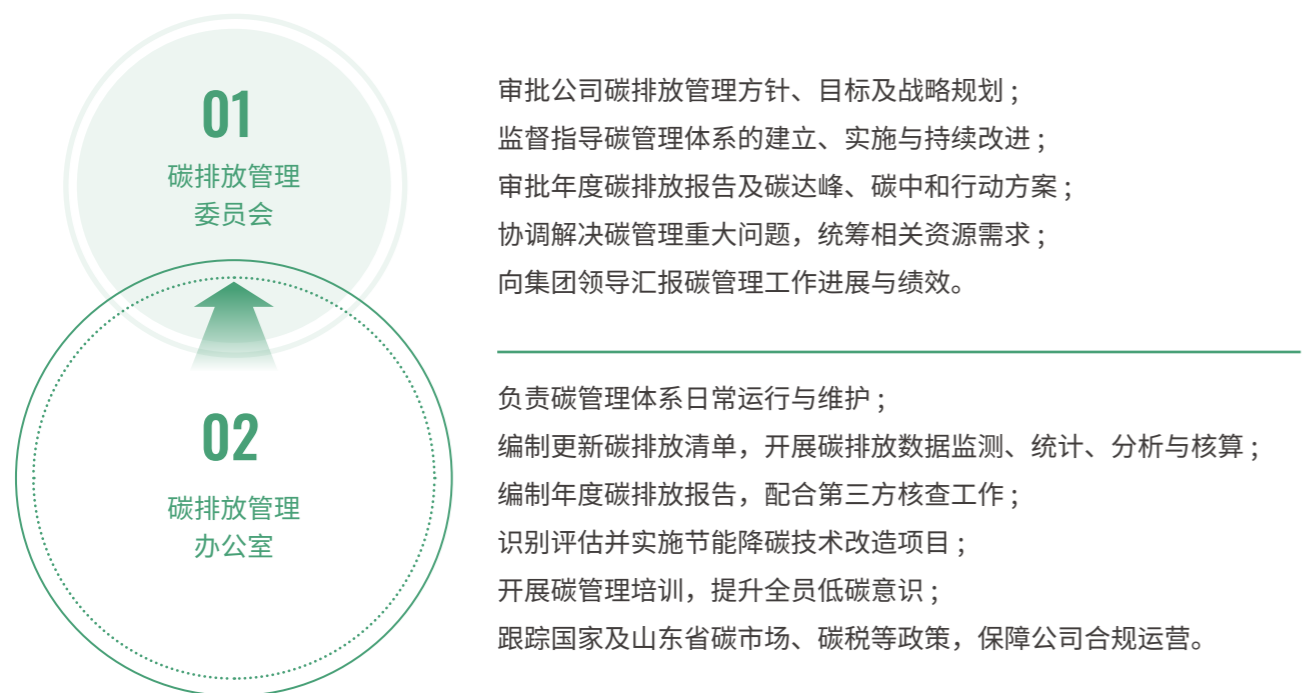 01
碳排放管理
委员会
审批公司碳排放管理方针、目标及战略规划；
监督指导碳管理体系的建立、实施与持续改进；
审批年度碳排放报告及碳达峰、碳中和行动方案；
协调解决碳管理重大问题，统筹相关资源需求；
向集团领导汇报碳管理工作进展与绩效。
02
碳排放管理
办公室
负责碳管理体系日常运行与维护；
编制更新碳排放清单，开展碳排放数据监测、统计、分析与核算；
编制年度碳排放报告，配合第三方核查工作；
识别评估并实施节能降碳技术改造项目；
开展碳管理培训，提升全员低碳意识；
跟踪国家及山东省碳市场、碳税等政策，保障公司合规运营。